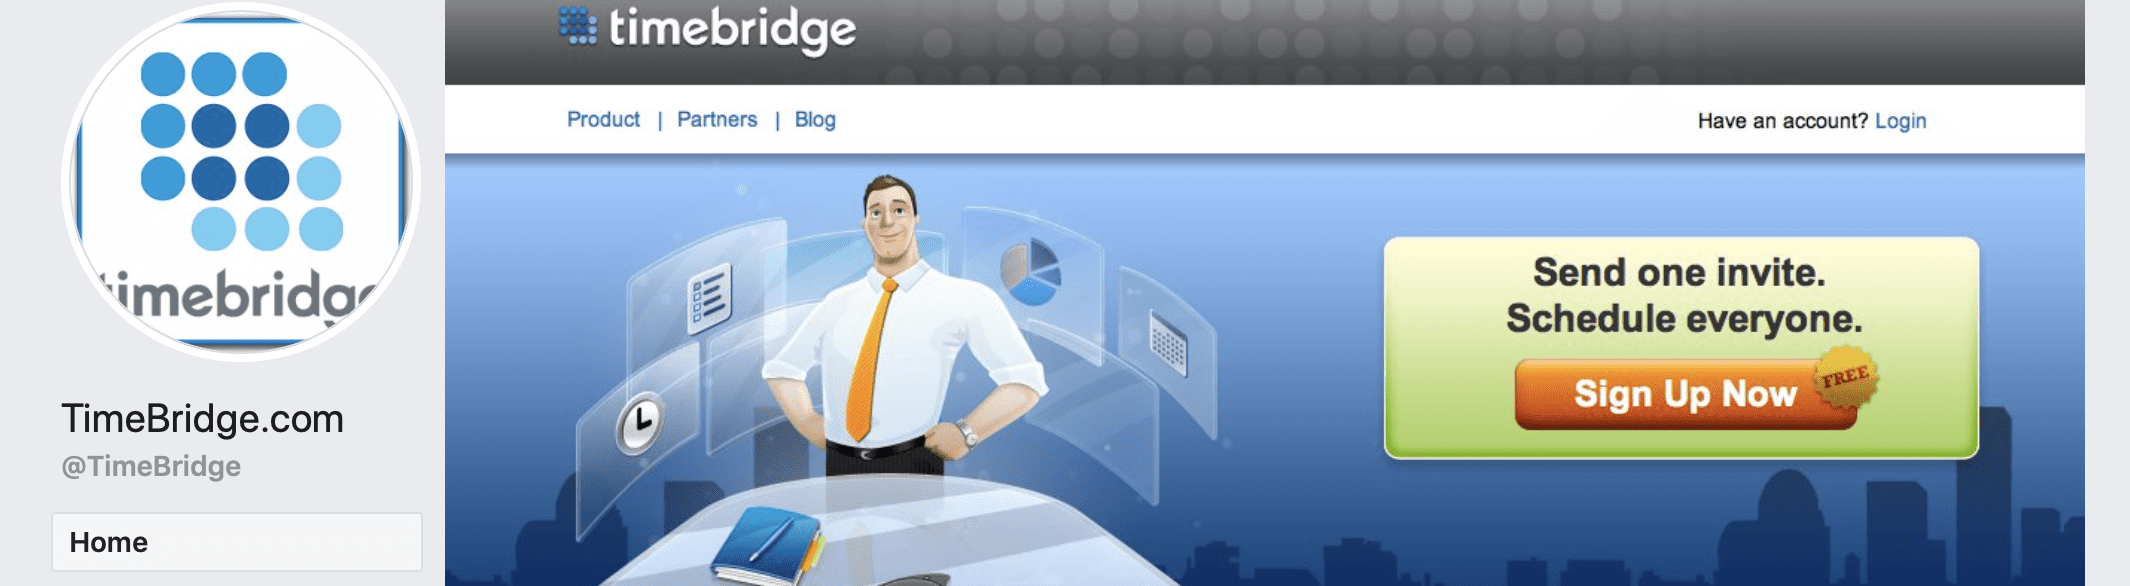 timebridge
TimeBridge.com
@TimeBridge
Home
timebridge
Product | Partners | Blog
Have an account? Login
Send one invite.
Schedule everyone.
Sign Up Now
FREE